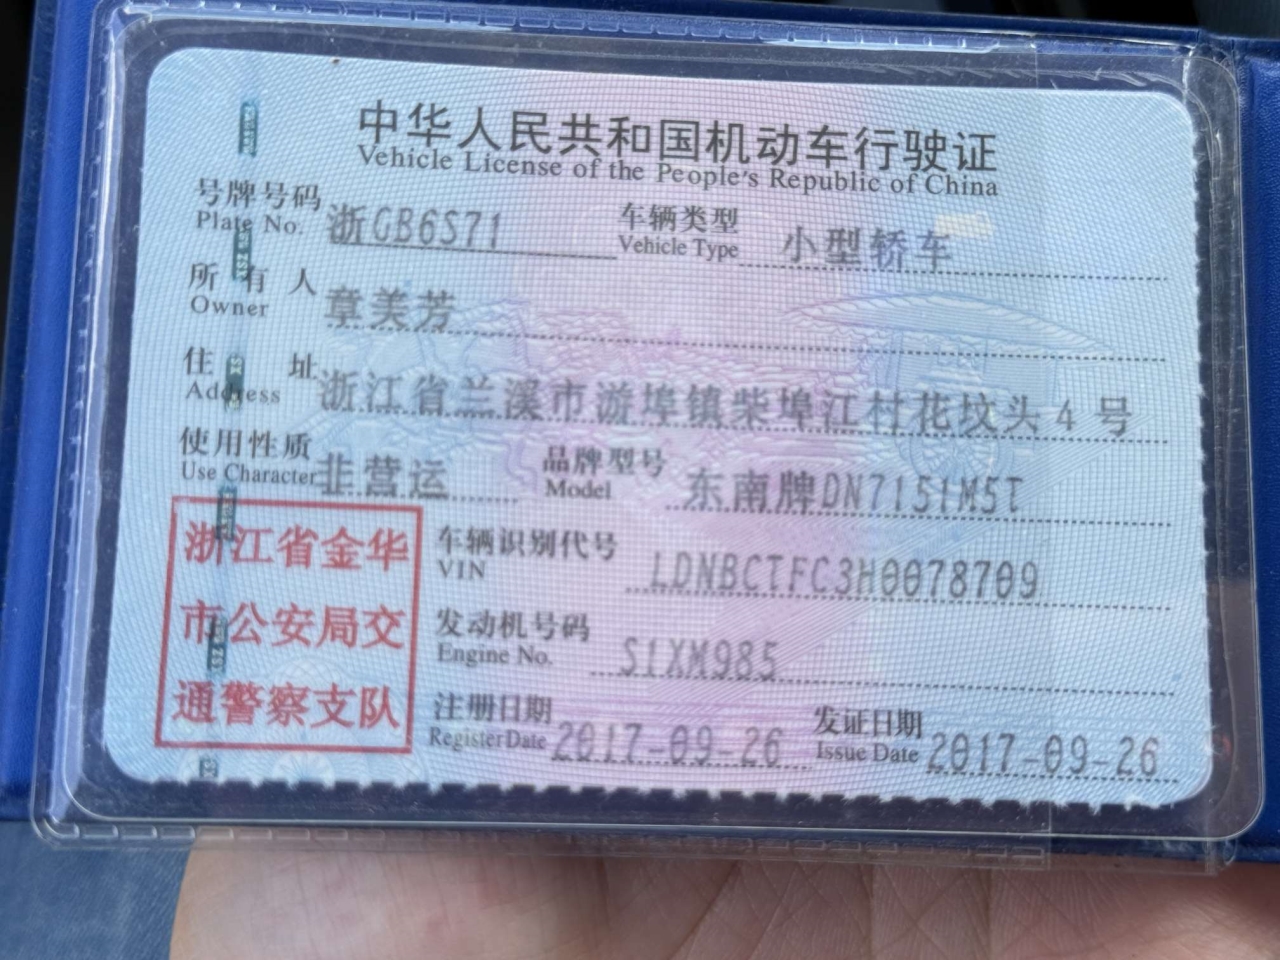 中华人民共和国机动车行驶证
Vehicle License of the People's Republic of China
号牌号码 浙GB6S71 车辆类型 小型轿车
Plate No. Vehicle Type
所有人 章美芳
Owner
住址 浙江省兰溪市游埠镇柴埠江村花坟头4号
Address
使用性质 非营运 品牌型号 东南牌DN7151M5T
Use Character Model
浙江省金华
市公安局交
通警察支队
车辆识别代号 LDNBCTFC3H0078709
VIN
发动机号码 S1XM985
Engine No.
注册日期 2017-09-26 发证日期 2017-09-26
Register Date Issue Date